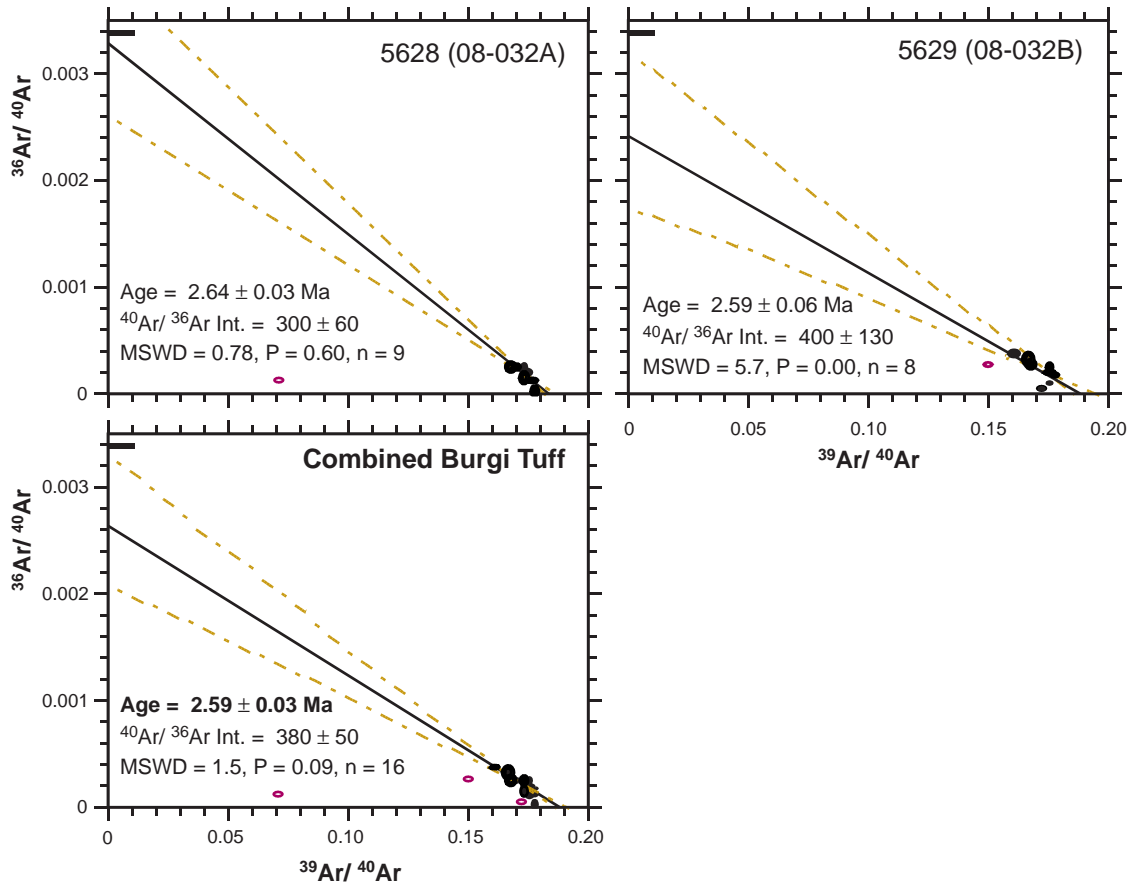 5628 (08-032A)
0.003
0.002
0.001
0
³⁶Ar/ ⁴⁰Ar
Age = 2.64 ± 0.03 Ma
⁴⁰Ar/ ³⁶Ar Int. = 300 ± 60
MSWD = 0.78, P = 0.60, n = 9
5629 (08-032B)
Age = 2.59 ± 0.06 Ma
⁴⁰Ar/ ³⁶Ar Int. = 400 ± 130
MSWD = 5.7, P = 0.00, n = 8
0 0.05 0.10 0.15 0.20
³⁹Ar/ ⁴⁰Ar
Combined Burgi Tuff
0.003
0.002
0.001
0
³⁶Ar/ ⁴⁰Ar
Age = 2.59 ± 0.03 Ma
⁴⁰Ar/ ³⁶Ar Int. = 380 ± 50
MSWD = 1.5, P = 0.09, n = 16
0 0.05 0.10 0.15 0.20
³⁹Ar/ ⁴⁰Ar